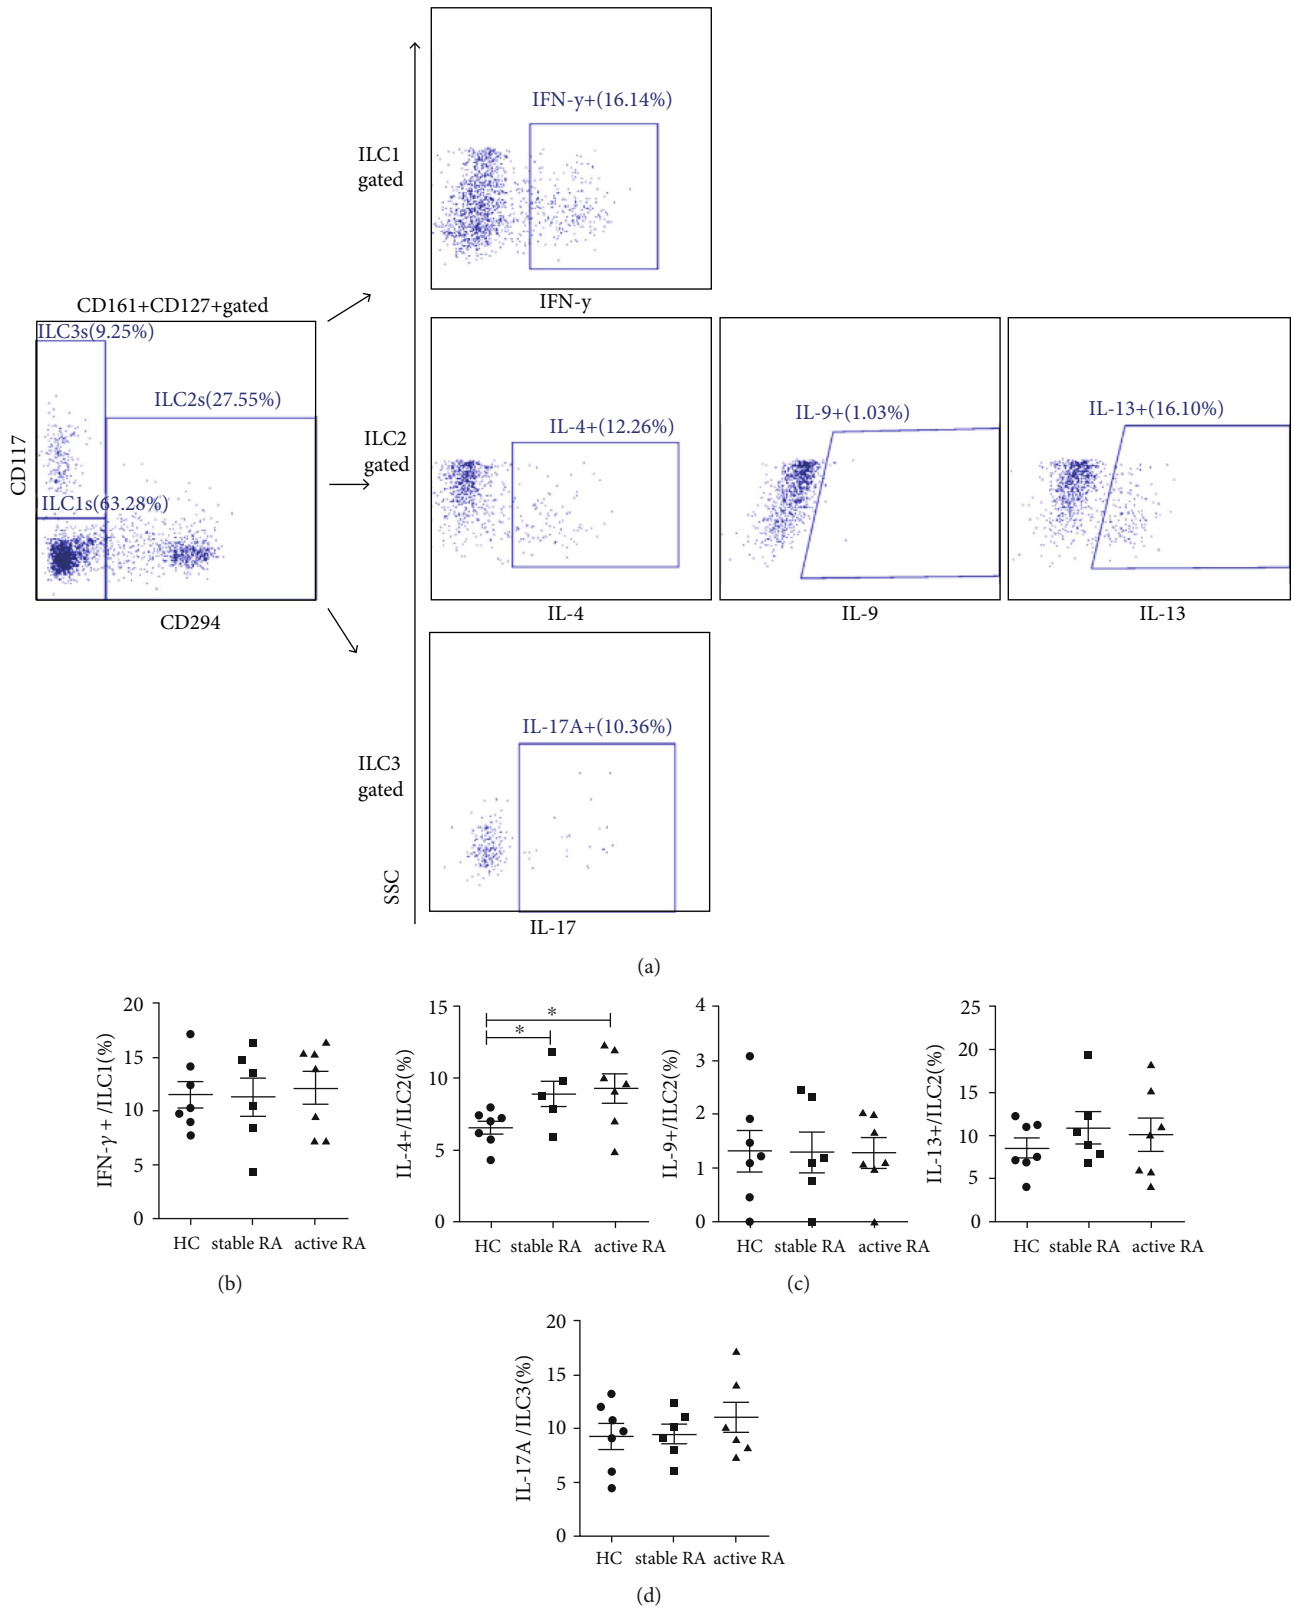 IFN-y+(16.14%)
ILC1
gated
IFN-y
CD161+CD127+gated
ILC3s(9.25%)
ILC2s(27.55%)
ILC1s(63.28%)
CD117
CD294
ILC2
gated
IL-4+(12.26%)
IL-9+(1.03%)
IL-13+(16.10%)
IL-4
IL-9
IL-13
IL-17A+(10.36%)
ILC3
gated
SSC
IL-17
(a)
IFN-γ + /ILC1(%)
20
15
10
5
0
HC stable RA active RA
(b)
IL-4+/ILC2(%)
15
10
5
0
* 
*
HC stable RA active RA
IL-9+/ILC2(%)
4
3
2
1
0
HC stable RA active RA
(c)
IL-13+/ILC2(%)
25
20
15
10
5
0
HC stable RA active RA
IL-17A /ILC3(%)
20
15
10
5
0
HC stable RA active RA
(d)